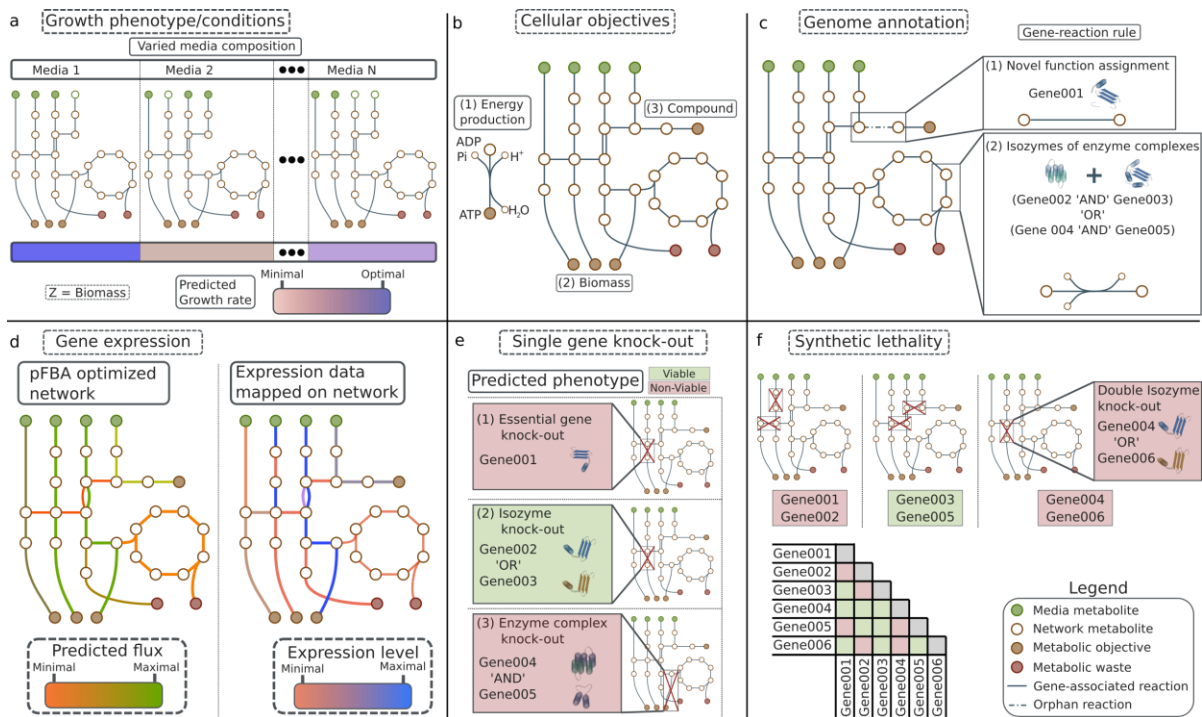 a
Growth phenotype/conditions
Varied media composition
Media 1
Media 2
Media N
Z = Biomass
Predicted
Growth rate
Minimal
Optimal
b
Cellular objectives
(1) Energy
production
ADP
Pi
H+
ATP
H2O
(3) Compound
(2) Biomass
c
Genome annotation
Gene-reaction rule
(1) Novel function assignment
Gene001
(2) Isozymes of enzyme complexes
+
(Gene002 'AND' Gene003)
'OR'
(Gene 004 'AND' Gene005)
d
Gene expression
pFBA optimized
network
Expression data
mapped on network
Predicted flux
Minimal
Maximal
Expression level
Minimal
Maximal
e
Single gene knock-out
Predicted phenotype
Viable
Non-Viable
(1) Essential gene
knock-out
Gene001
(2) Isozyme
knock-out
Gene002
'OR'
Gene003
(3) Enzyme complex
knock-out
Gene004
'AND'
Gene005
f
Synthetic lethality
Double Isozyme
knock-out
Gene004
'OR'
Gene006
Gene001
Gene002
Gene003
Gene005
Gene004
Gene006
Gene001
Gene002
Gene003
Gene004
Gene005
Gene006
Gene001
Gene002
Gene003
Gene004
Gene005
Gene006
Legend
Media metabolite
Network metabolite
Metabolic objective
Metabolic waste
Gene-associated reaction
Orphan reaction